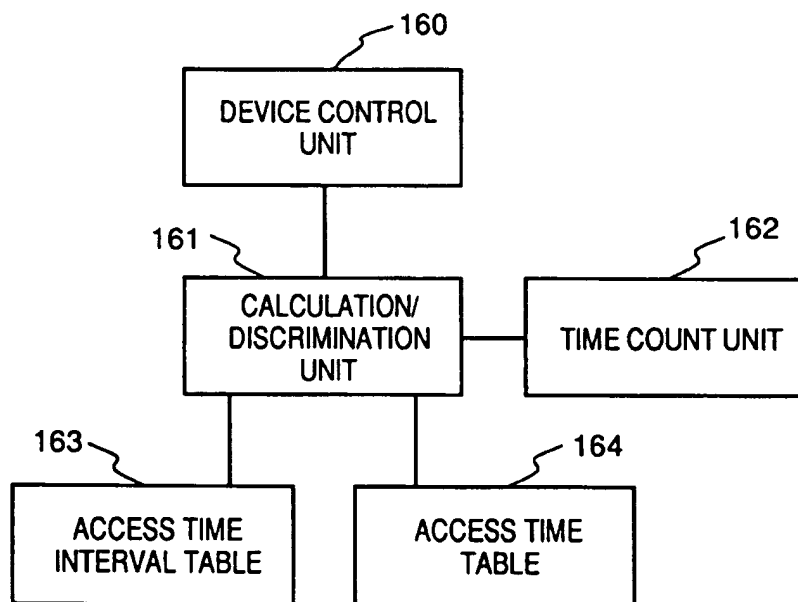 160
DEVICE CONTROL
UNIT
161
162
CALCULATION/
DISCRIMINATION
UNIT
TIME COUNT UNIT
163
164
ACCESS TIME
INTERVAL TABLE
ACCESS TIME
TABLE